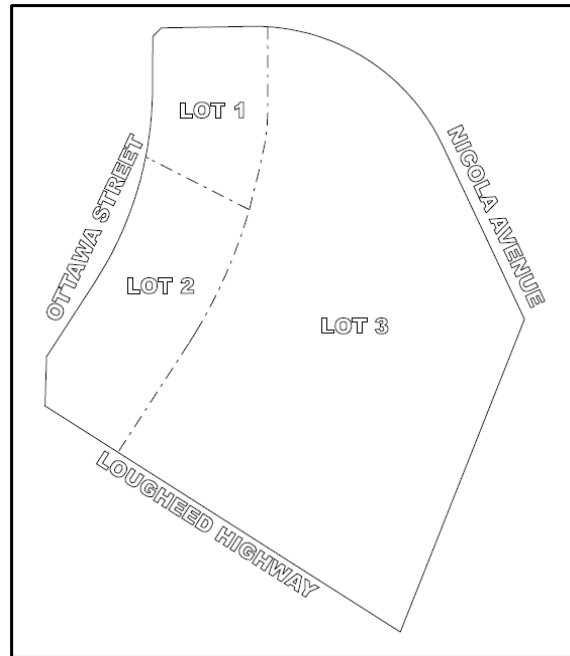 LOT 1
OTTAWA STREET
NICOLA AVENUE
LOT 2
LOT 3
LOUGHEED HIGHWAY